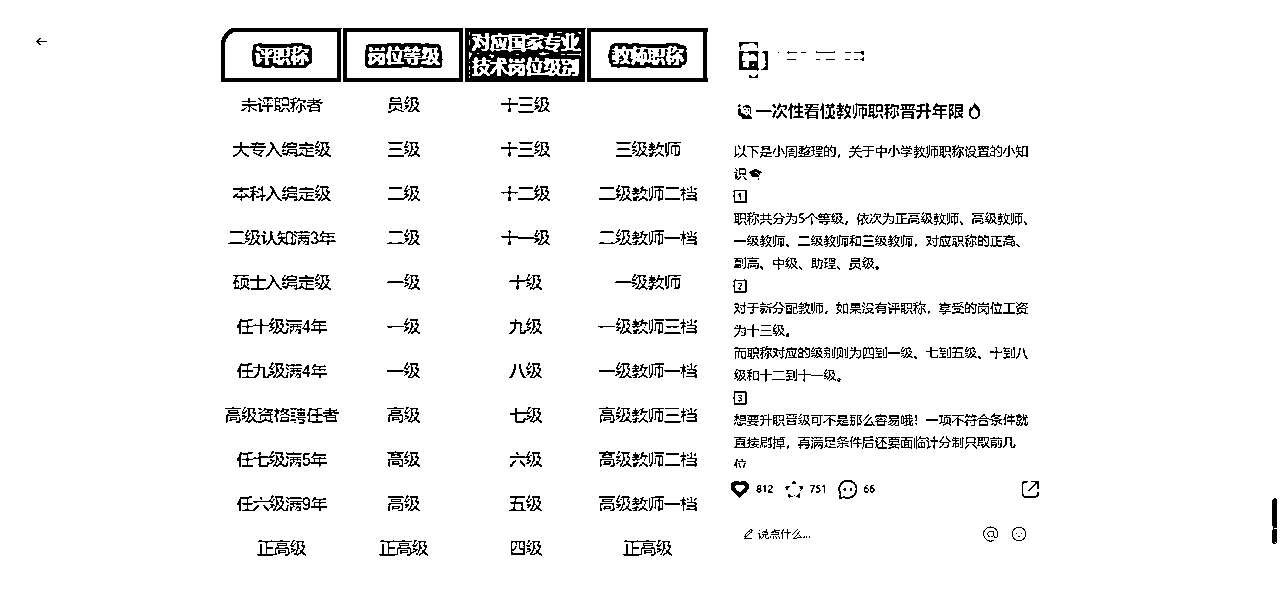 评职称 岗位等级 对应国家专业技术岗位级别 教师职称
未评职称者 员级 十三级
大专入编定级 三级 十三级 三级教师
本科入编定级 二级 十二级 二级教师二档
二级认知满3年 二级 十一级 二级教师一档
硕士入编定级 一级 十级 一级教师
任十级满4年 一级 九级 一级教师三档
任九级满4年 一级 八级 一级教师一档
高级资格聘任者 高级 七级 高级教师三档
任七级满5年 高级 六级 高级教师二档
任六级满9年 高级 五级 高级教师一档
正高级 正高级 四级 正高级
一次性看懂教师职称晋升年限
以下是小周整理的，关于中小学教师职称设置的小知
识
1
职称共分为5个等级，依次为正高级教师、高级教师、
一级教师、二级教师和三级教师，对应职称的正高、
副高、中级、助理、员级。
2
对于新分配教师，如果没有评职称，享受的岗位工资
为十三级。
而职称对应的级别则为四到一级、七到五级、十到八
级和十二到十一级。
3
想要升职晋级可不是那么容易哦！一项不符合条件就
直接刷掉，再满足条件后还要面临计分制只取前几
位
812 751 66
说点什么...